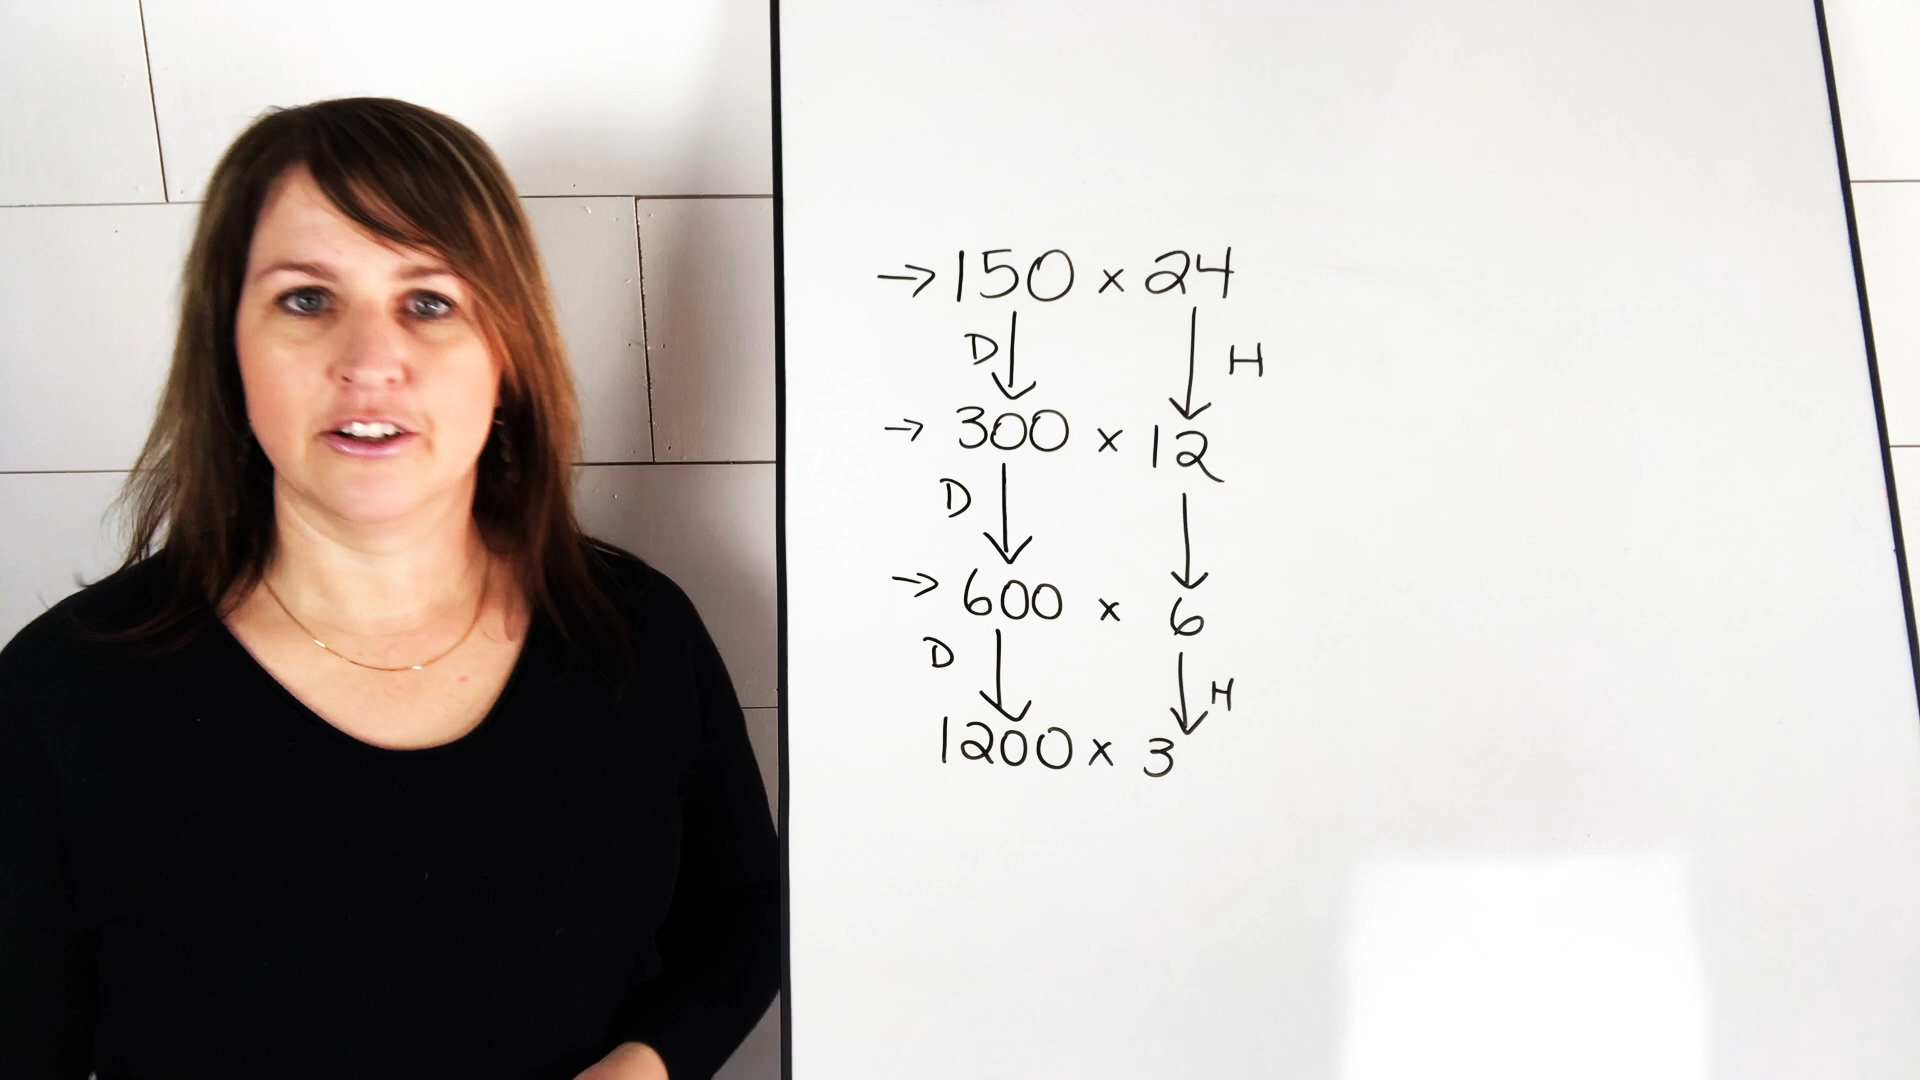 → 150 × 24
D ↓ ↓ H
→ 300 × 12
D ↓ ↓
→ 600 × 6
D ↓ ↓ H
1200 × 3